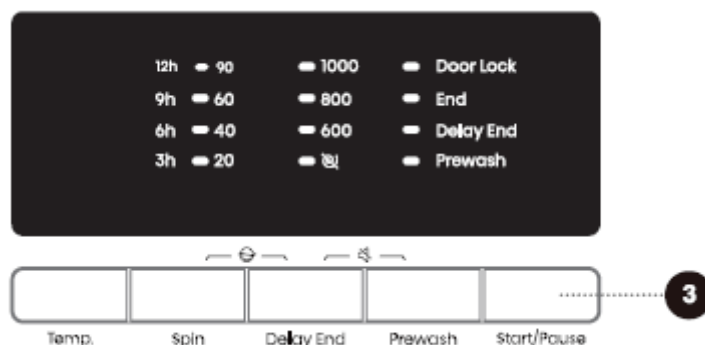 12h 90 1000 Door Lock
9h 60 800 End
6h 40 600 Delay End
3h 20 Prewash
3
Temp. Spin Delay End Prewash Start/Pause